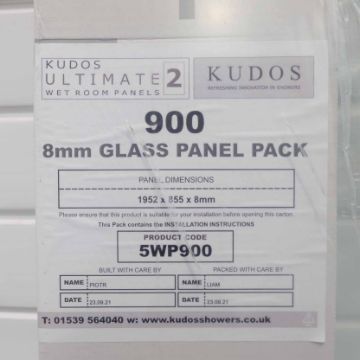 KUDOS
ULTIMATE 2
WET ROOM PANELS
KUDOS
REFRESHING INNOVATION IN SHOWERS
900
8mm GLASS PANEL PACK
PANEL DIMENSIONS
1952 x 855 x 8mm
Please ensure that this product is suitable for your installation before opening this carton.
This Pack contains the INSTALLATION INSTRUCTIONS
PRODUCT CODE
5WP900
BUILT WITH CARE BY
PACKED WITH CARE BY
NAME PIOTR NAME LIAM
DATE 23.09.21 DATE 23.09.21
T: 01539 564040 w: www.kudosshowers.co.uk